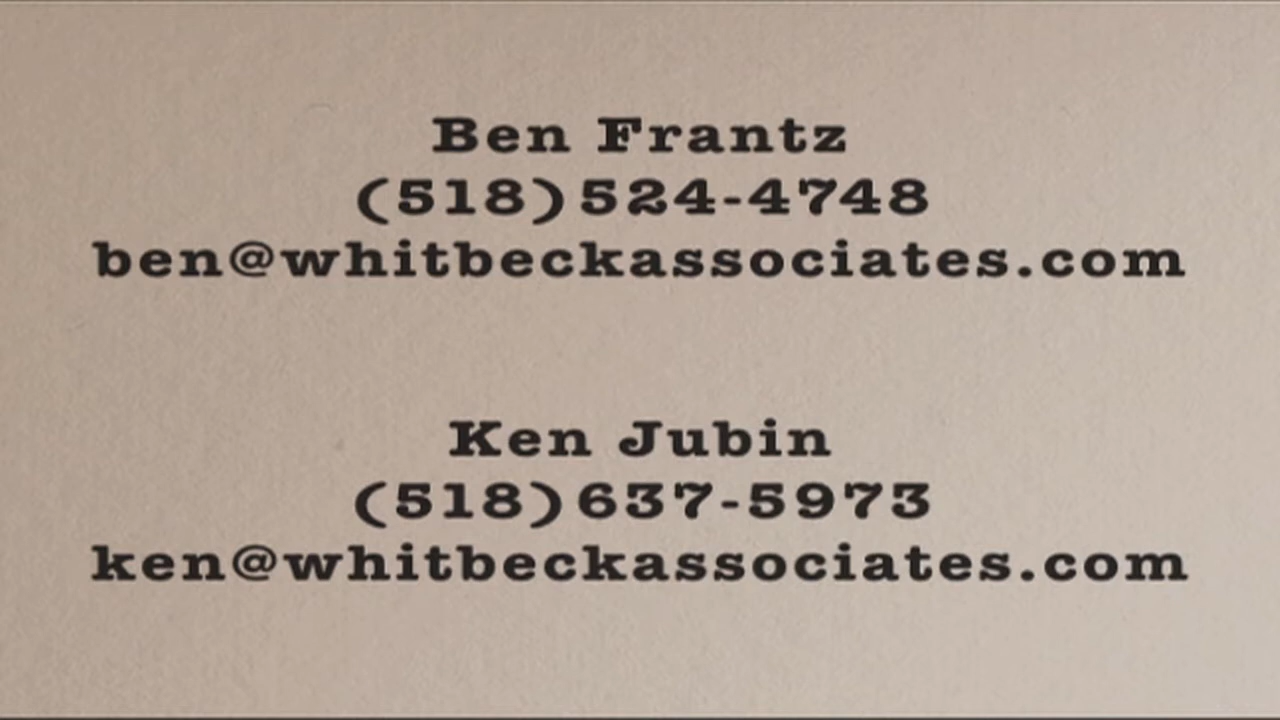 Ben Frantz
(518)524-4748
ben@whitbeckassociates.com
Ken Jubin
(518)637-5973
ken@whitbeckassociates.com